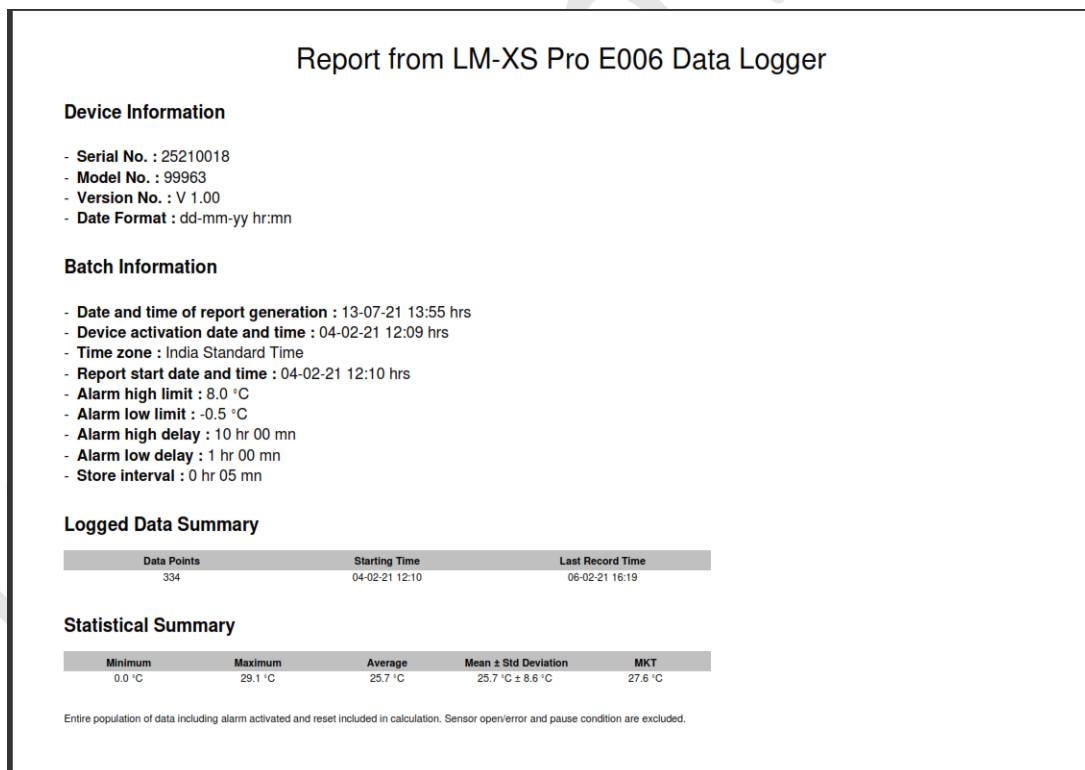 Report from LM-XS Pro E006 Data Logger
Device Information
- Serial No. : 25210018
- Model No. : 99963
- Version No. : V 1.00
- Date Format : dd-mm-yy hr:mn
Batch Information
- Date and time of report generation : 13-07-21 13:55 hrs
- Device activation date and time : 04-02-21 12:09 hrs
- Time zone : India Standard Time
- Report start date and time : 04-02-21 12:10 hrs
- Alarm high limit : 8.0 °C
- Alarm low limit : -0.5 °C
- Alarm high delay : 10 hr 00 mn
- Alarm low delay : 1 hr 00 mn
- Store interval : 0 hr 05 mn
Logged Data Summary
Data Points Starting Time Last Record Time
334 04-02-21 12:10 06-02-21 16:19
Statistical Summary
Minimum Maximum Average Mean ± Std Deviation MKT
0.0 °C 29.1 °C 25.7 °C 25.7 °C ± 8.6 °C 27.6 °C
Entire population of data including alarm activated and reset included in calculation. Sensor open/error and pause condition are excluded.